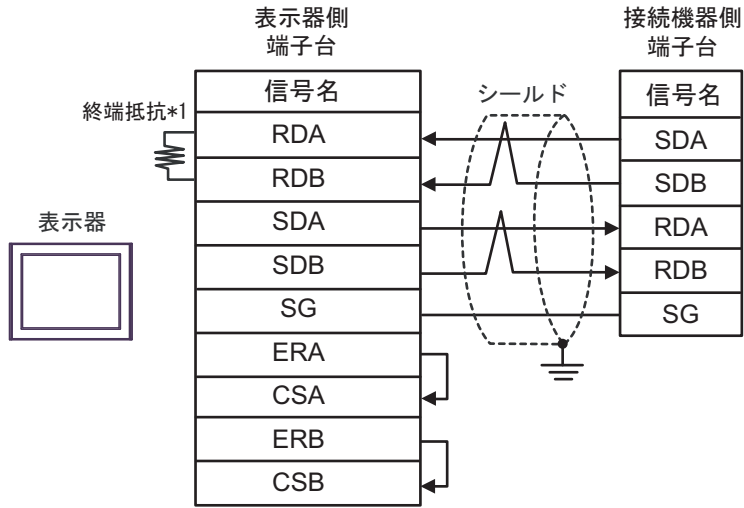 表示器側
端子台
接続機器側
端子台
終端抵抗*1
表示器
シールド
信号名
RDA
RDB
SDA
SDB
SG
ERA
CSA
ERB
CSB
信号名
SDA
SDB
RDA
RDB
SG